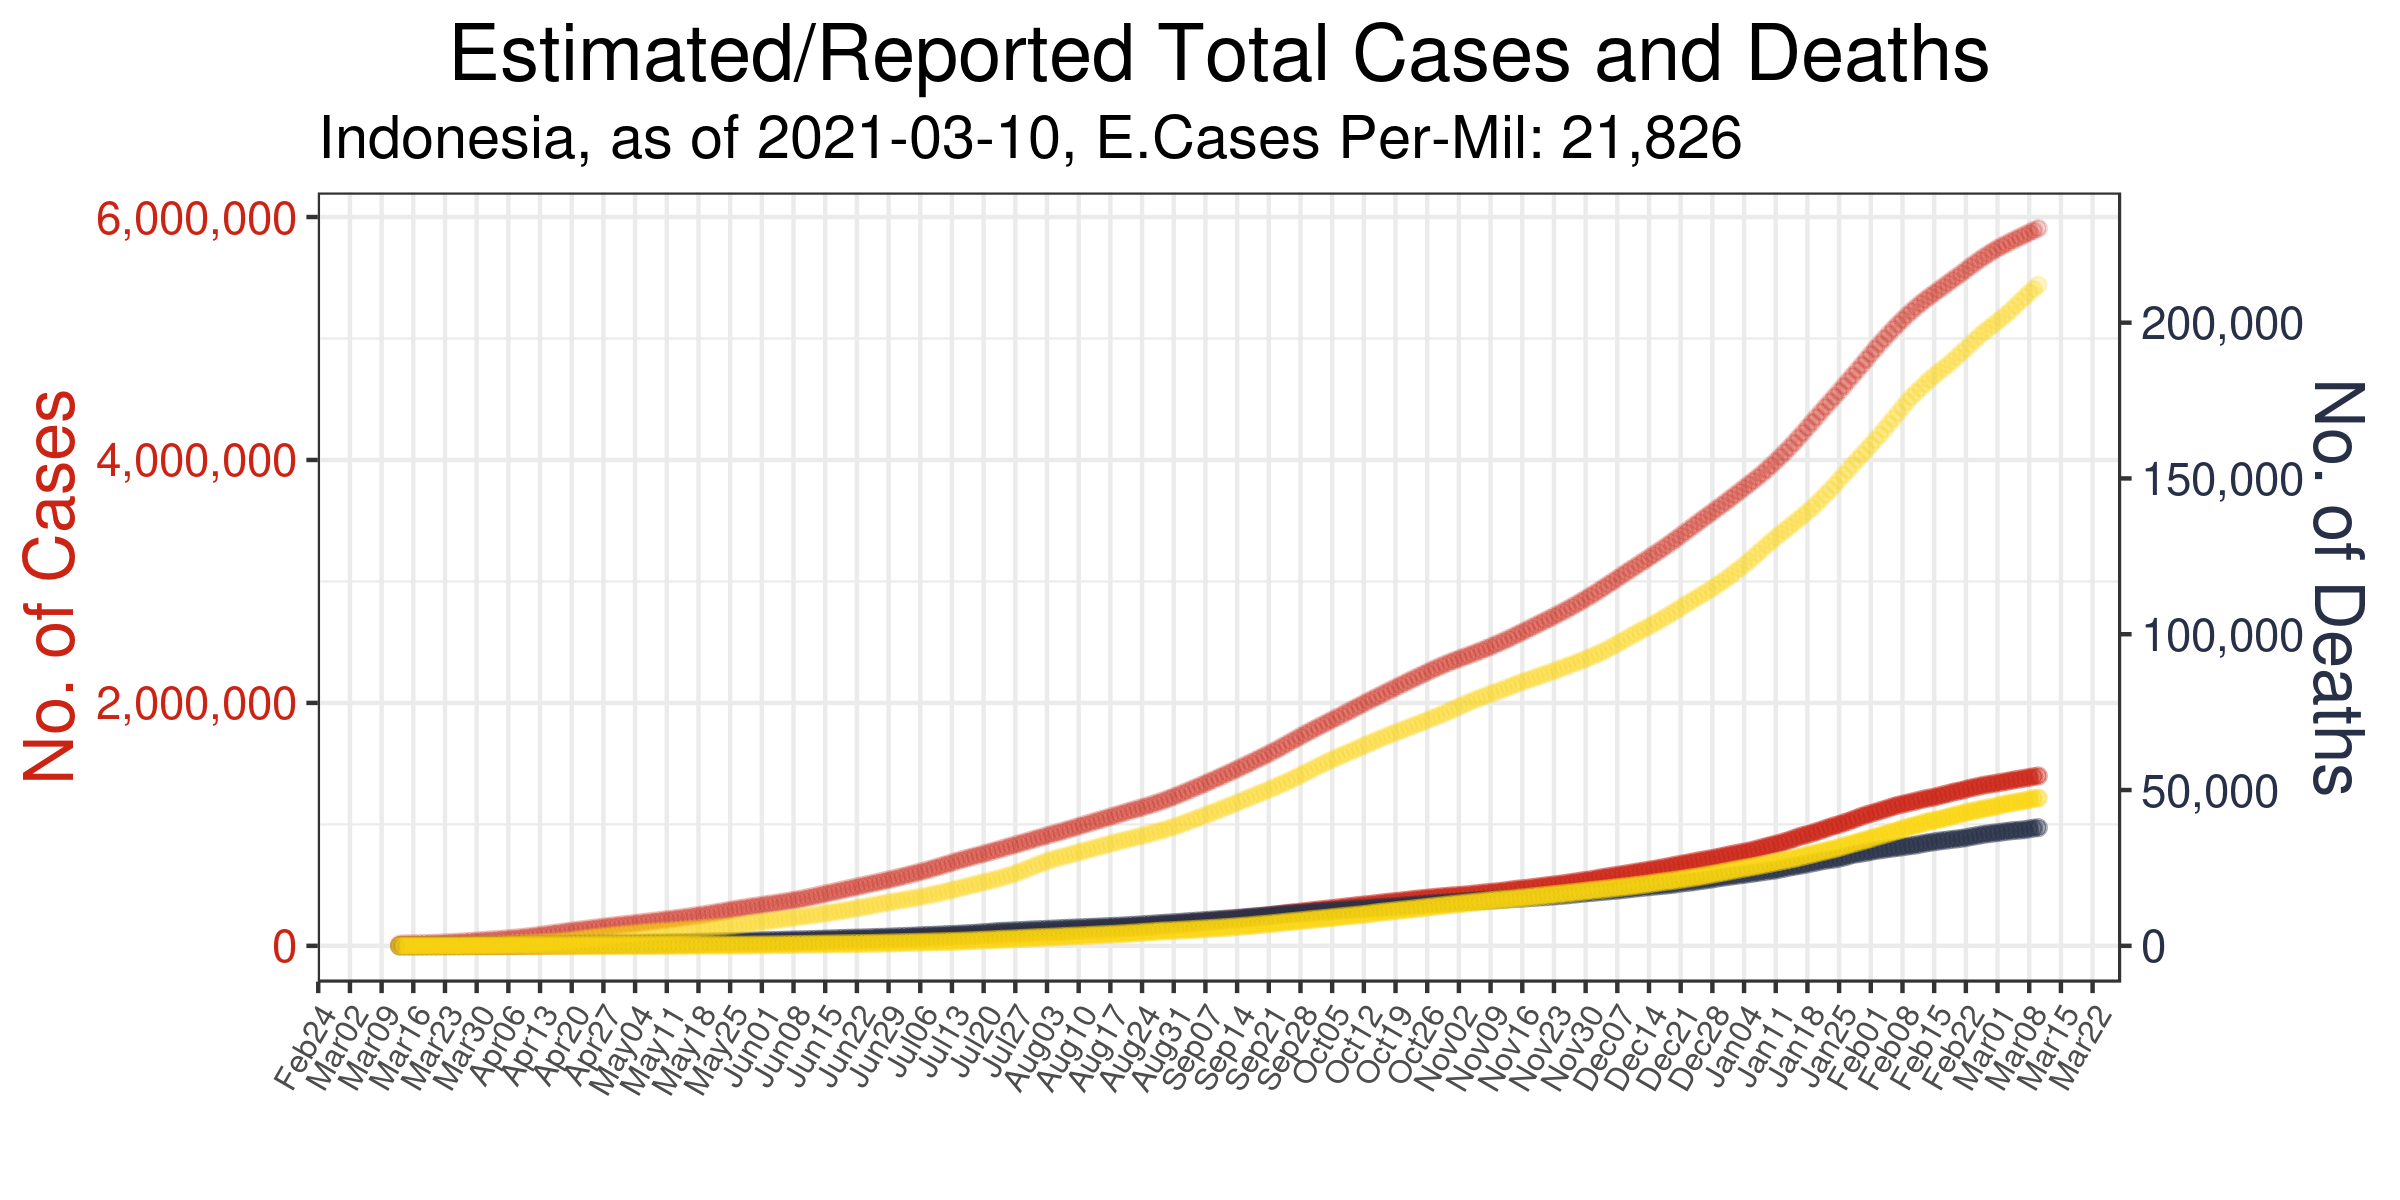 Estimated/Reported Total Cases and Deaths
Indonesia, as of 2021-03-10, E.Cases Per-Mil: 21,826
No. of Cases
6,000,000
4,000,000
2,000,000
0
No. of Deaths
200,000
150,000
100,000
50,000
0
Feb24
Mar02
Mar09
Mar16
Mar23
Mar30
Apr06
Apr13
Apr20
Apr27
May04
May11
May18
May25
Jun01
Jun08
Jun15
Jun22
Jun29
Jul06
Jul13
Jul20
Jul27
Aug03
Aug10
Aug17
Aug24
Aug31
Sep07
Sep14
Sep21
Sep28
Oct05
Oct12
Oct19
Oct26
Nov02
Nov09
Nov16
Nov23
Nov30
Dec07
Dec14
Dec21
Dec28
Jan04
Jan11
Jan18
Jan25
Feb01
Feb08
Feb15
Feb22
Mar01
Mar08
Mar15
Mar22